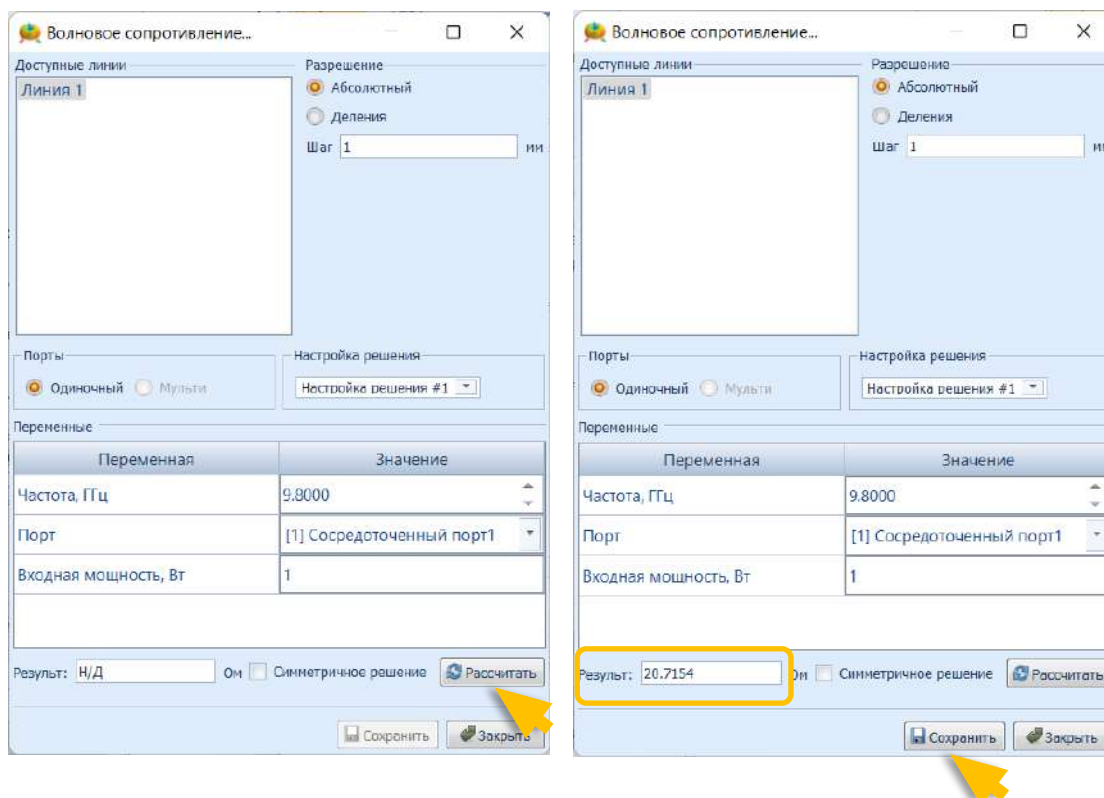 Волновое сопротивление...
Доступные линии
Разрешение
Линия 1
Абсолютный
Деления
Шаг 1 мм
Порты
Настройка решения
Одиночный Мульти
Настройка решения #1
Переменные
Переменная Значение
Частота, ГГц 9.8000
Порт [1] Сосредоточенный порт1
Входная мощность, Вт 1
Результ: Н/Д Ом Симметричное решение Рассчитать
Сохранить Закрыть
Волновое сопротивление...
Доступные линии
Разрешение
Линия 1
Абсолютный
Деления
Шаг 1
Порты
Настройка решения
Одиночный Мульти
Настройка решения #1
Переменные
Переменная Значение
Частота, ГГц 9.8000
Порт [1] Сосредоточенный порт1
Входная мощность, Вт 1
Результ: 20.7154 Ом Симметричное решение Рассчитать
Сохранить Закрыть